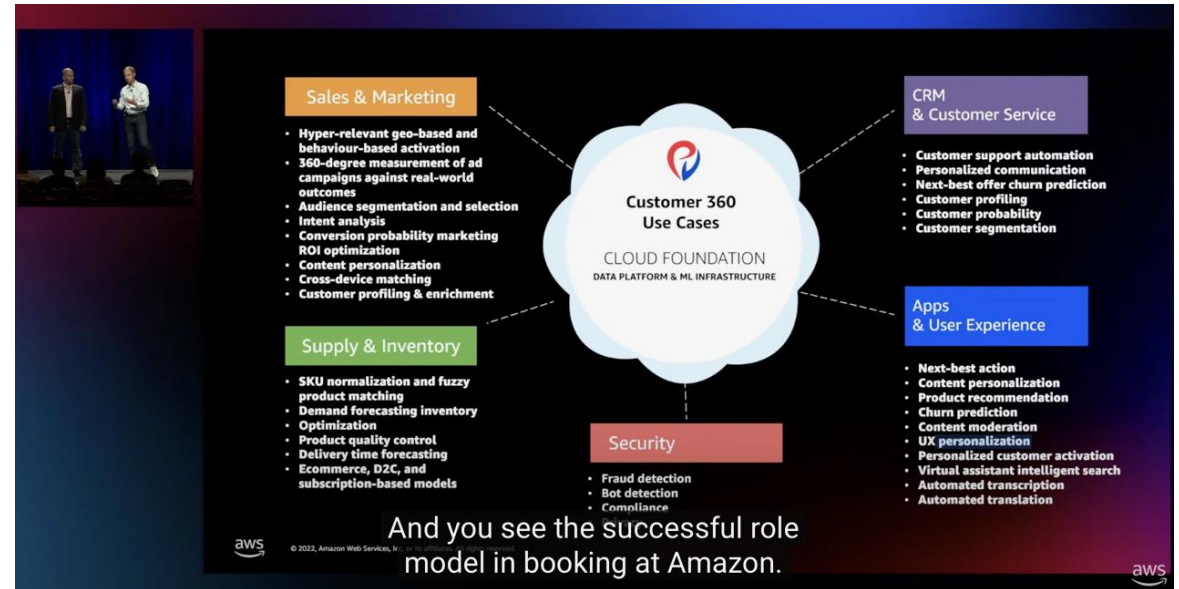 Sales & Marketing
• Hyper-relevant geo-based and
behaviour-based activation
• 360-degree measurement of ad
campaigns against real-world
outcomes
• Audience segmentation and selection
• Intent analysis
• Conversion probability marketing
ROI optimization
• Content personalization
• Cross-device matching
• Customer profiling & enrichment
Supply & Inventory
• SKU normalization and fuzzy
product matching
• Demand forecasting inventory
• Optimization
• Product quality control
• Delivery time forecasting
• Ecommerce, D2C, and
subscription-based models
Customer 360
Use Cases
CLOUD FOUNDATION
DATA PLATFORM & ML INFRASTRUCTURE
Security
• Fraud detection
• Bot detection
• Compliance
CRM
& Customer Service
• Customer support automation
• Personalized communication
• Next-best offer churn prediction
• Customer profiling
• Customer probability
• Customer segmentation
Apps
& User Experience
• Next-best action
• Content personalization
• Product recommendation
• Churn prediction
• Content moderation
• UX personalization
• Personalized customer activation
• Virtual assistant intelligent search
• Automated transcription
• Automated translation
aws
© 2022, Amazon Web Services,
And you see the successful role
model in booking at Amazon.
aws